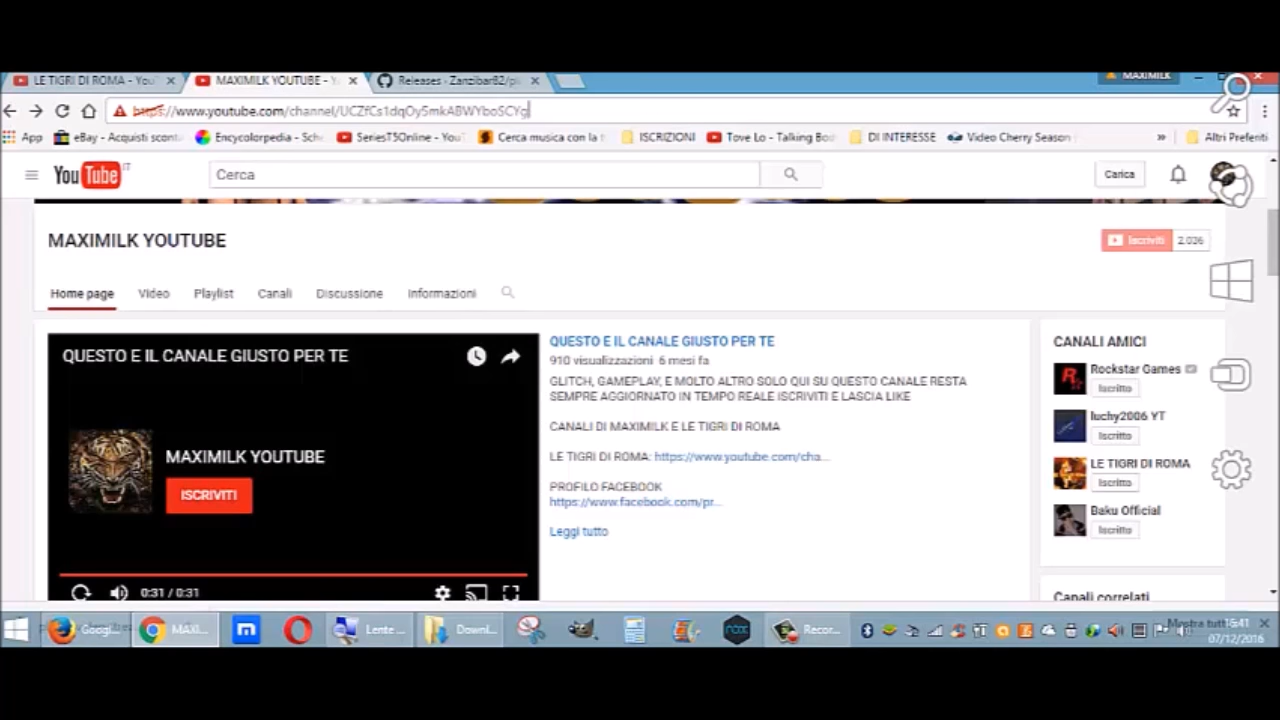 LE TIGRI DI ROMA - You
MAXIMILK YOUTUBE - Y
Releases · Zanzibar82/pl
MAXIMILK
https://www.youtube.com/channel/UCZfCs1dqOy5mkABWYboSCYg
App
eBay - Acquisti scont
Encycolorpedia - Sch
SeriesTSOnline - You
Cerca musica con la t
ISCRIZIONI
Tove Lo - Talking Bo
DI INTERESSE
Video Cherry Season
»
Altri Preferiti
YouTube IT
Cerca
Carica
MAXIMILK YOUTUBE
Iscriviti 2.036
Home page
Video
Playlist
Canali
Discussione
Informazioni
QUESTO E IL CANALE GIUSTO PER TE
MAXIMILK YOUTUBE
ISCRIVITI
0:31 / 0:31
QUESTO E IL CANALE GIUSTO PER TE
910 visualizzazioni 6 mesi fa
GLITCH, GAMEPLAY, E MOLTO ALTRO SOLO QUI SU QUESTO CANALE RESTA
SEMPRE AGGIORNATO IN TEMPO REALE ISCRIVITI E LASCIA LIKE
CANALI DI MAXIMILK E LE TIGRI DI ROMA
LE TIGRI DI ROMA: https://www.youtube.com/cha...
PROFILO FACEBOOK
https://www.facebook.com/pr...
Leggi tutto
CANALI AMICI
Rockstar Games
Iscritto
luchy2006 YT
Iscritto
LE TIGRI DI ROMA
Iscritto
Baku Official
Iscritto
Canali correlati
Googl...
MAXI...
Lente ...
Downl...
nox
Recor...
Mostra tutti
15:41
07/12/2016